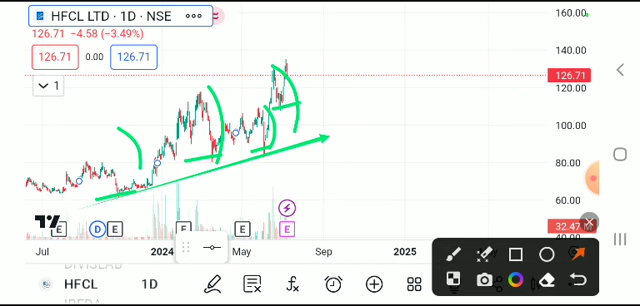 HFCL LTD · 1D · NSE
160.00
126.71 −4.58 (−3.49%)
126.71 0.00 126.71
140.00
126.71
120.00
1
100.00
80.00
60.00
32.47
E D E E E E
Jul 2024 May Sep 2025
HFCL 1D